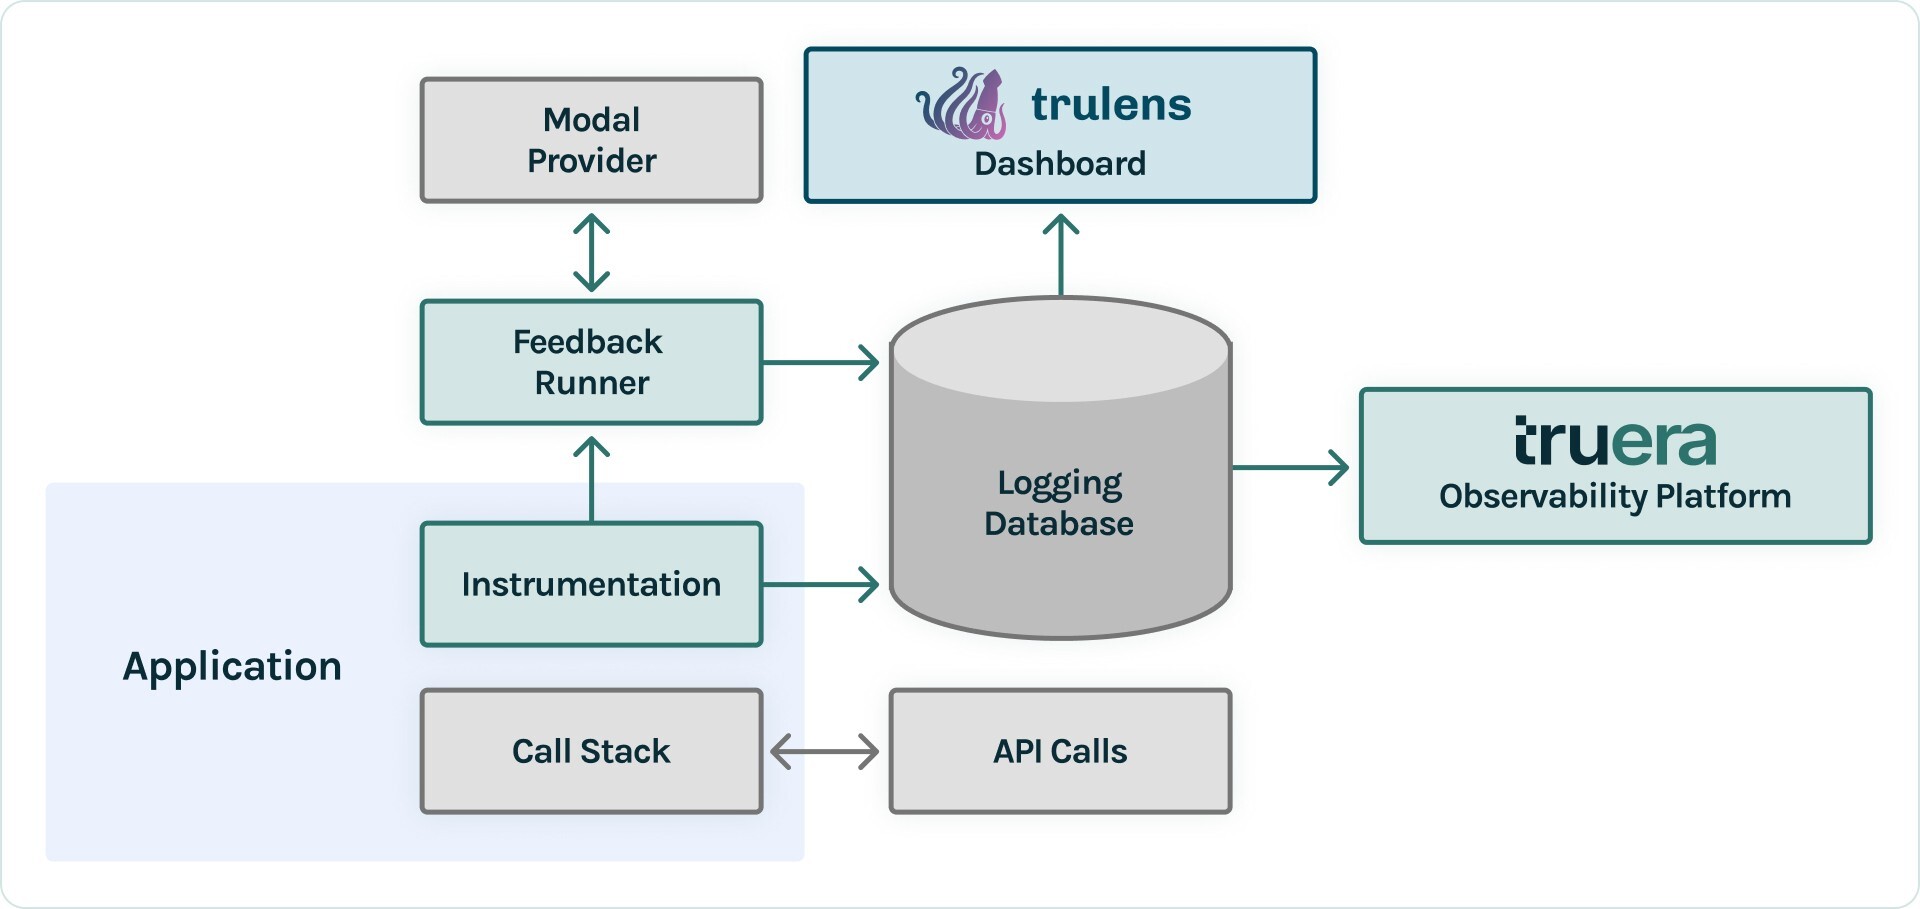 Modal
Provider
trulens
Dashboard
Feedback
Runner
Logging
Database
truera
Observability Platform
Application
Instrumentation
Call Stack
API Calls